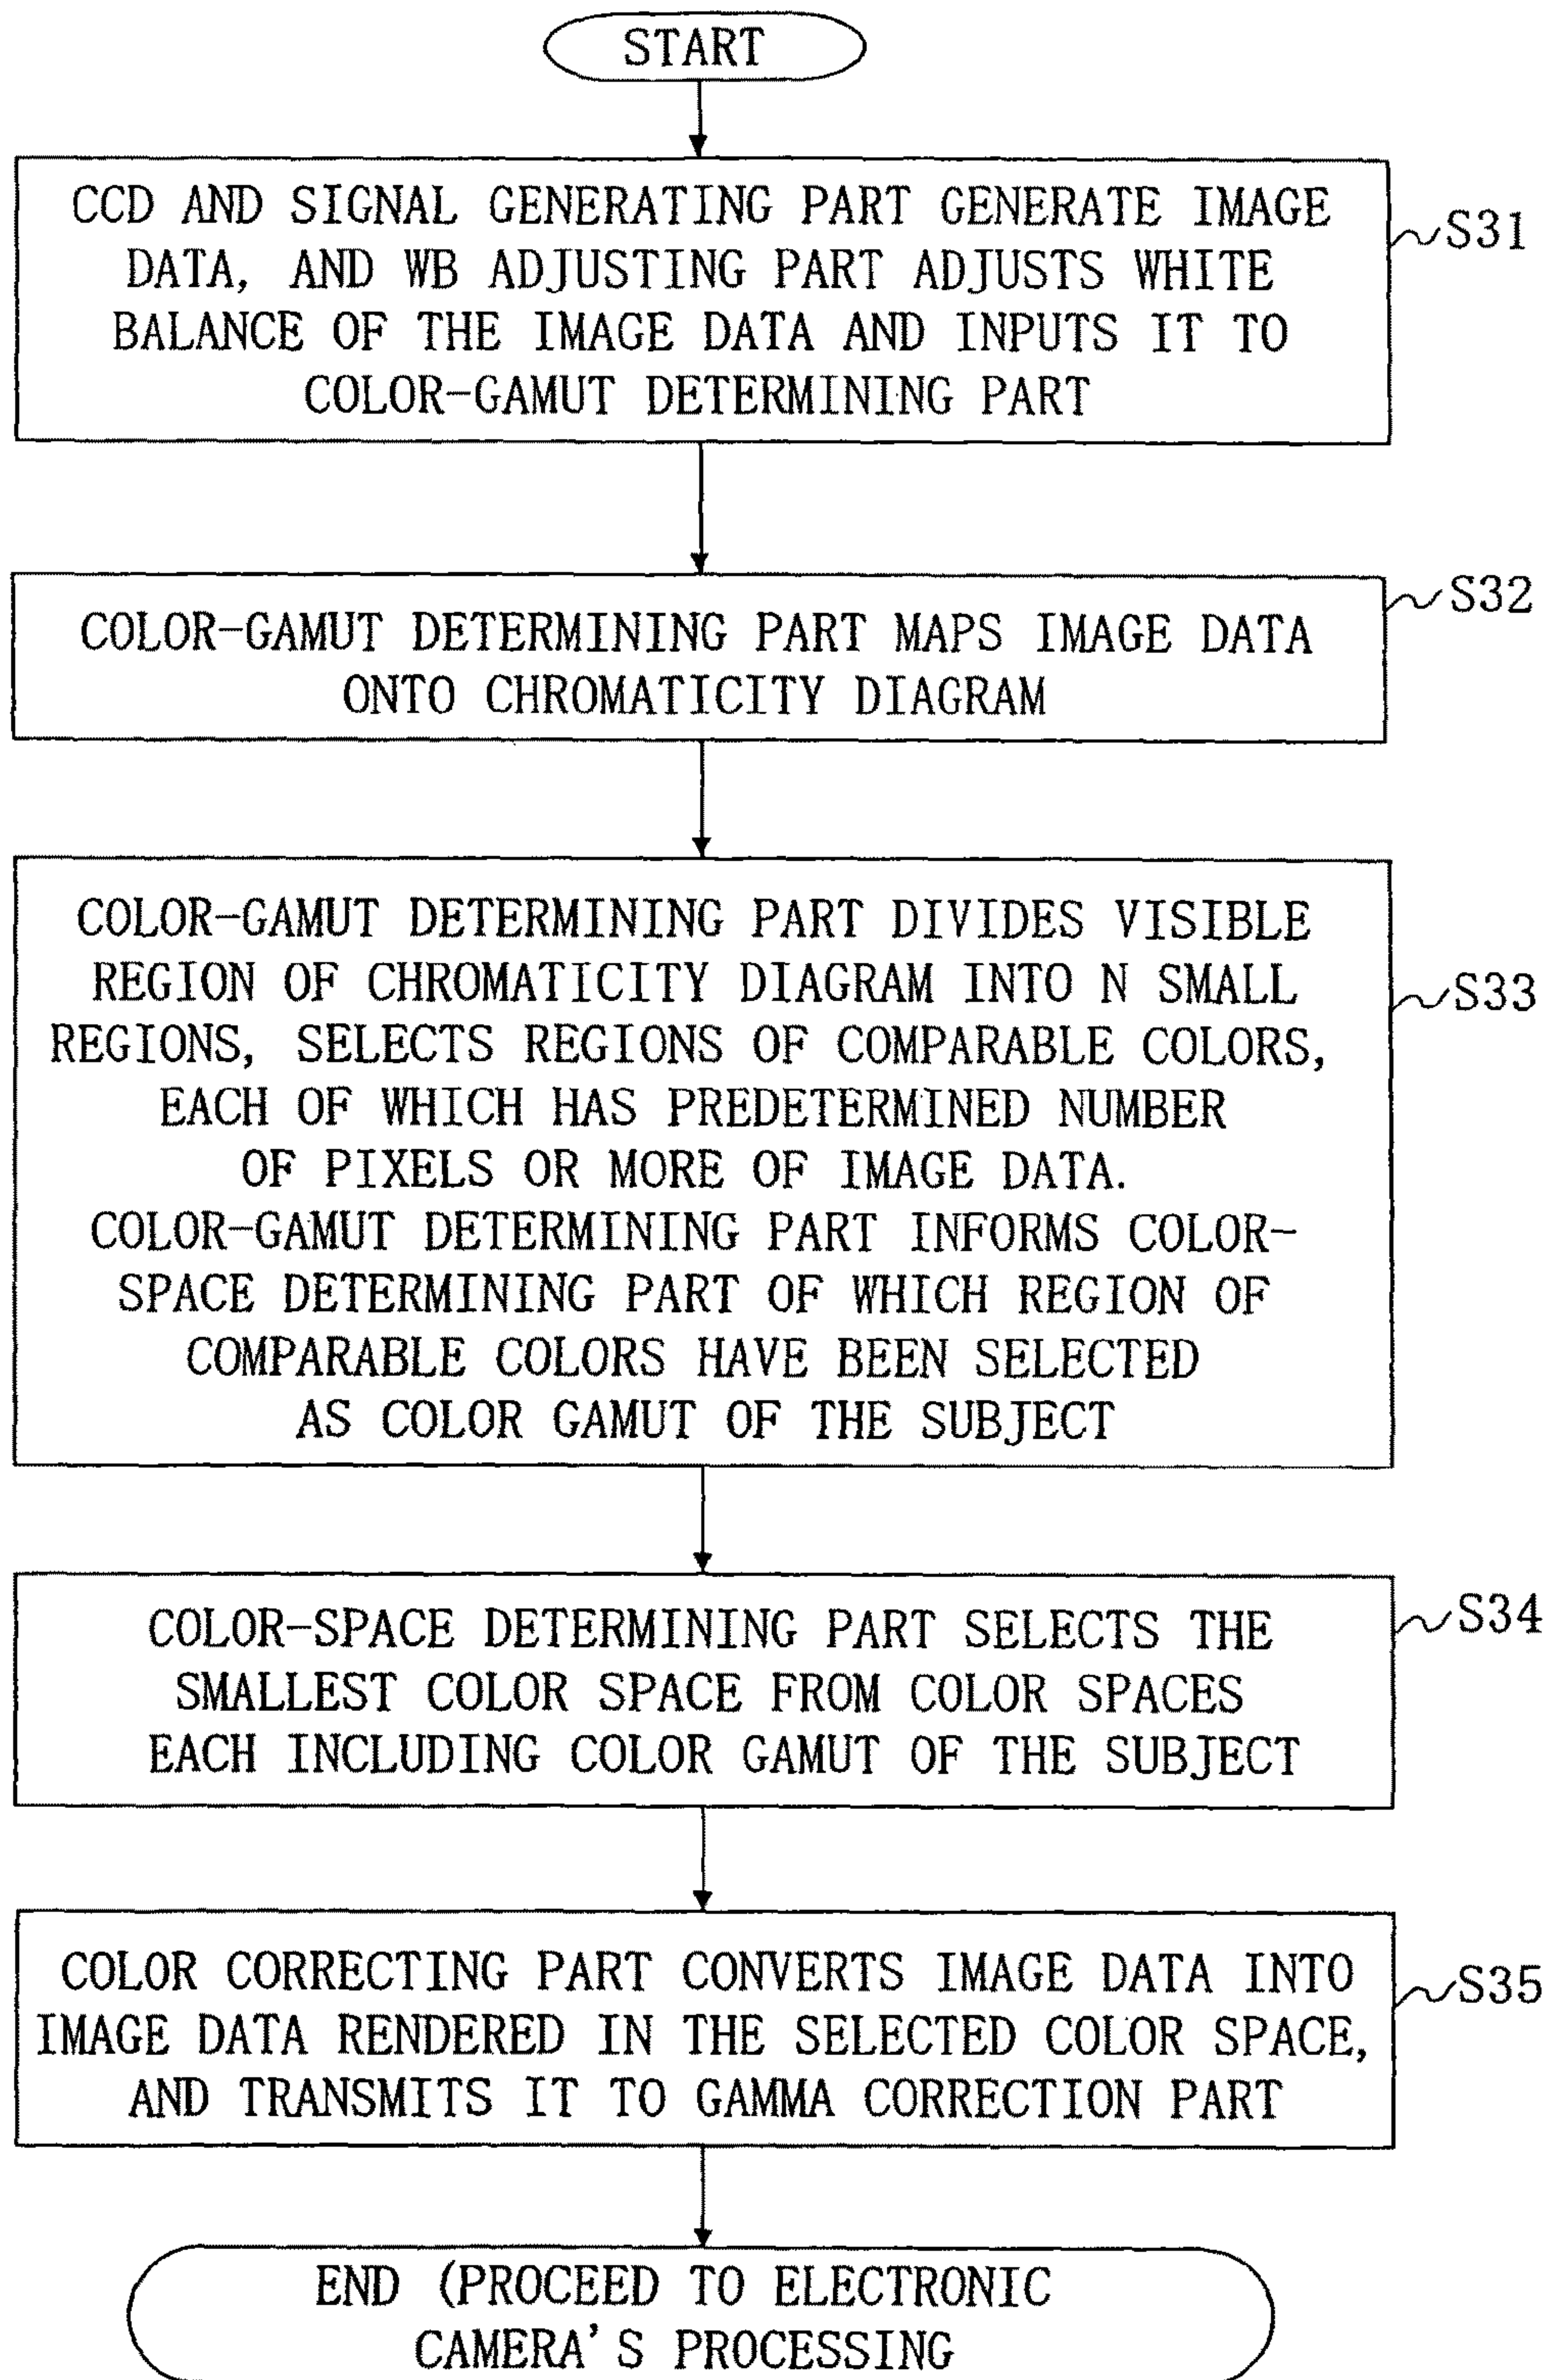 START
CCD AND SIGNAL GENERATING PART GENERATE IMAGE
DATA, AND WB ADJUSTING PART ADJUSTS WHITE
BALANCE OF THE IMAGE DATA AND INPUTS IT TO
COLOR-GAMUT DETERMINING PART
S31
COLOR-GAMUT DETERMINING PART MAPS IMAGE DATA
ONTO CHROMATICITY DIAGRAM
S32
COLOR-GAMUT DETERMINING PART DIVIDES VISIBLE
REGION OF CHROMATICITY DIAGRAM INTO N SMALL
REGIONS, SELECTS REGIONS OF COMPARABLE COLORS,
EACH OF WHICH HAS PREDETERMINED NUMBER
OF PIXELS OR MORE OF IMAGE DATA.
COLOR-GAMUT DETERMINING PART INFORMS COLOR-
SPACE DETERMINING PART OF WHICH REGION OF
COMPARABLE COLORS HAVE BEEN SELECTED
AS COLOR GAMUT OF THE SUBJECT
S33
COLOR-SPACE DETERMINING PART SELECTS THE
SMALLEST COLOR SPACE FROM COLOR SPACES
EACH INCLUDING COLOR GAMUT OF THE SUBJECT
S34
COLOR CORRECTING PART CONVERTS IMAGE DATA INTO
IMAGE DATA RENDERED IN THE SELECTED COLOR SPACE,
AND TRANSMITS IT TO GAMMA CORRECTION PART
S35
END (PROCEED TO ELECTRONIC
CAMERA'S PROCESSING